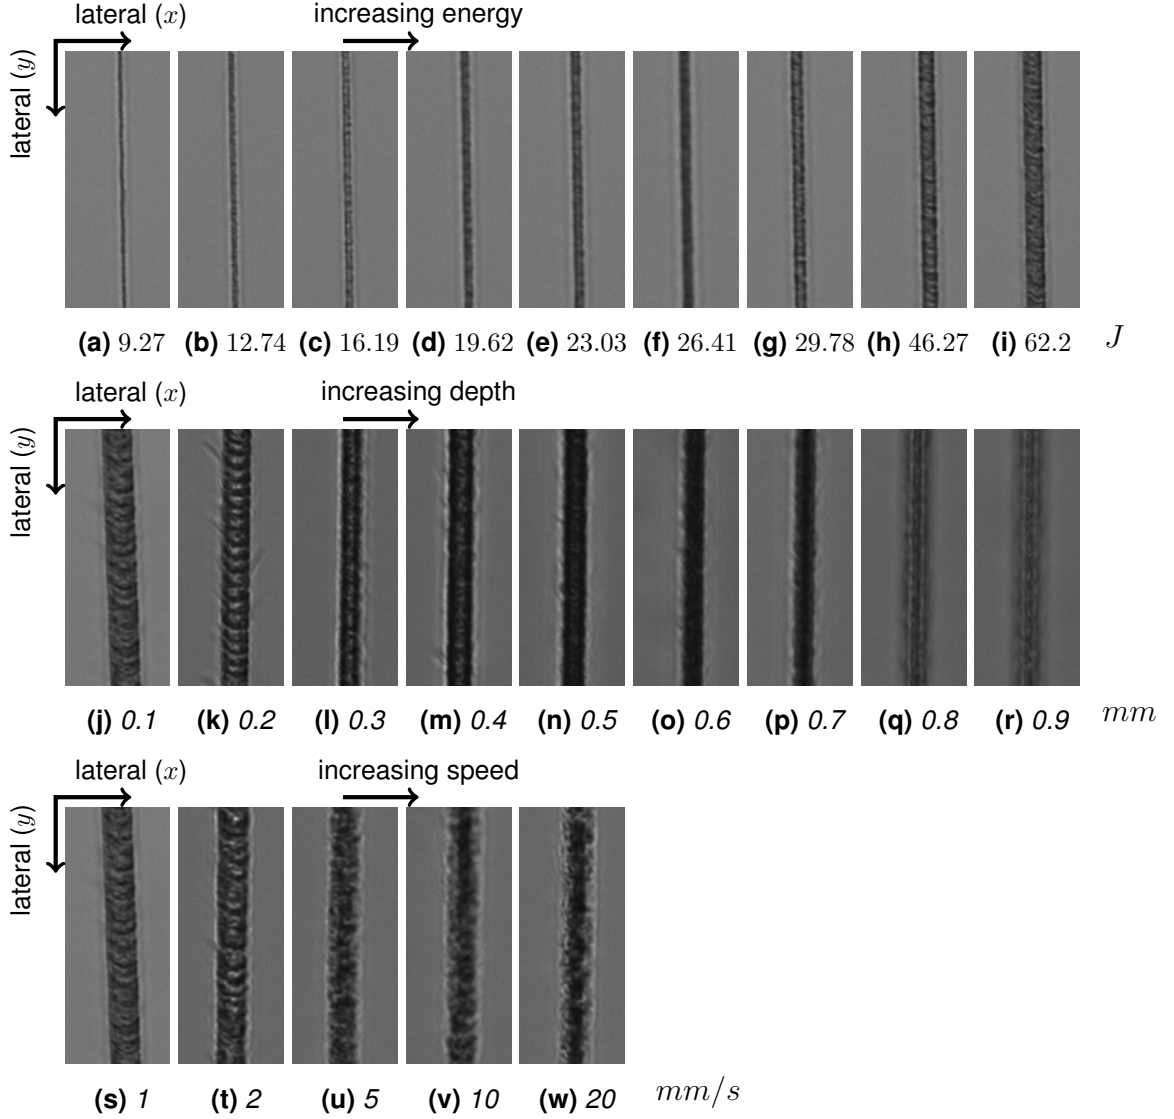 lateral (x) increasing energy
lateral (y)
(a) 9.27 (b) 12.74 (c) 16.19 (d) 19.62 (e) 23.03 (f) 26.41 (g) 29.78 (h) 46.27 (i) 62.2 J
lateral (x) increasing depth
lateral (y)
(j) 0.1 (k) 0.2 (l) 0.3 (m) 0.4 (n) 0.5 (o) 0.6 (p) 0.7 (q) 0.8 (r) 0.9 mm
lateral (x) increasing speed
lateral (y)
(s) 1 (t) 2 (u) 5 (v) 10 (w) 20 mm/s